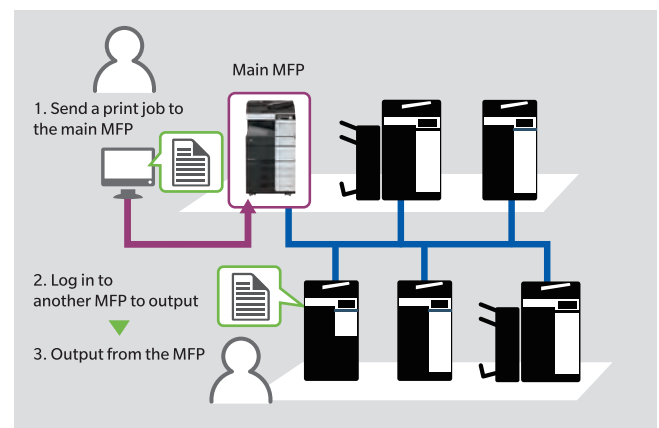 Main MFP
1. Send a print job to
the main MFP
2. Log in to
another MFP to output
3. Output from the MFP